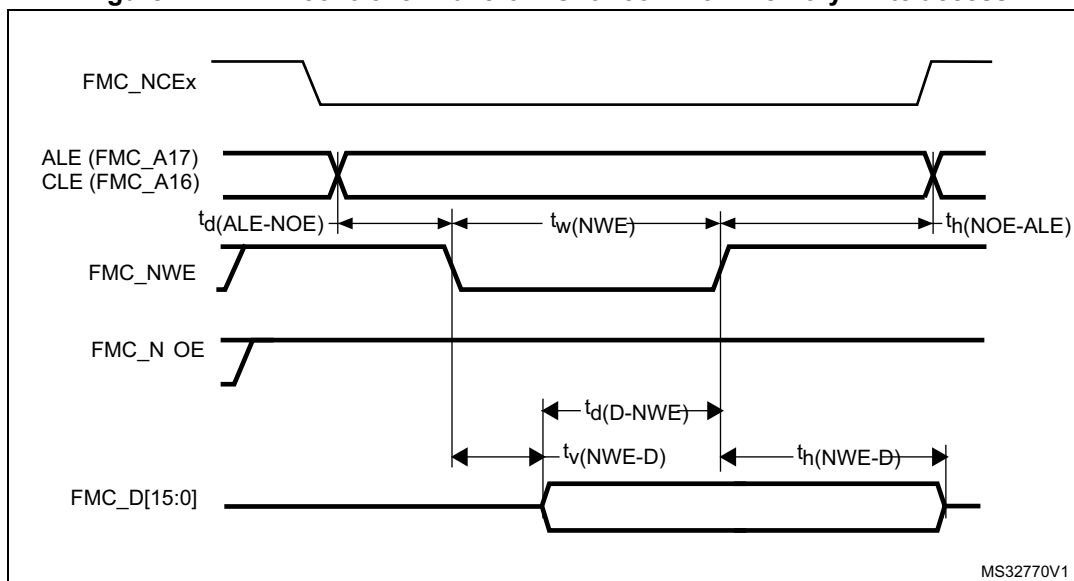 FMC_NCEx
ALE (FMC_A17)
CLE (FMC_A16)
td(ALE-NOE)
tw(NWE)
th(NOE-ALE)
FMC_NWE
FMC_N OE
td(D-NWE)
tv(NWE-D)
th(NWE-D)
FMC_D[15:0]
MS32770V1